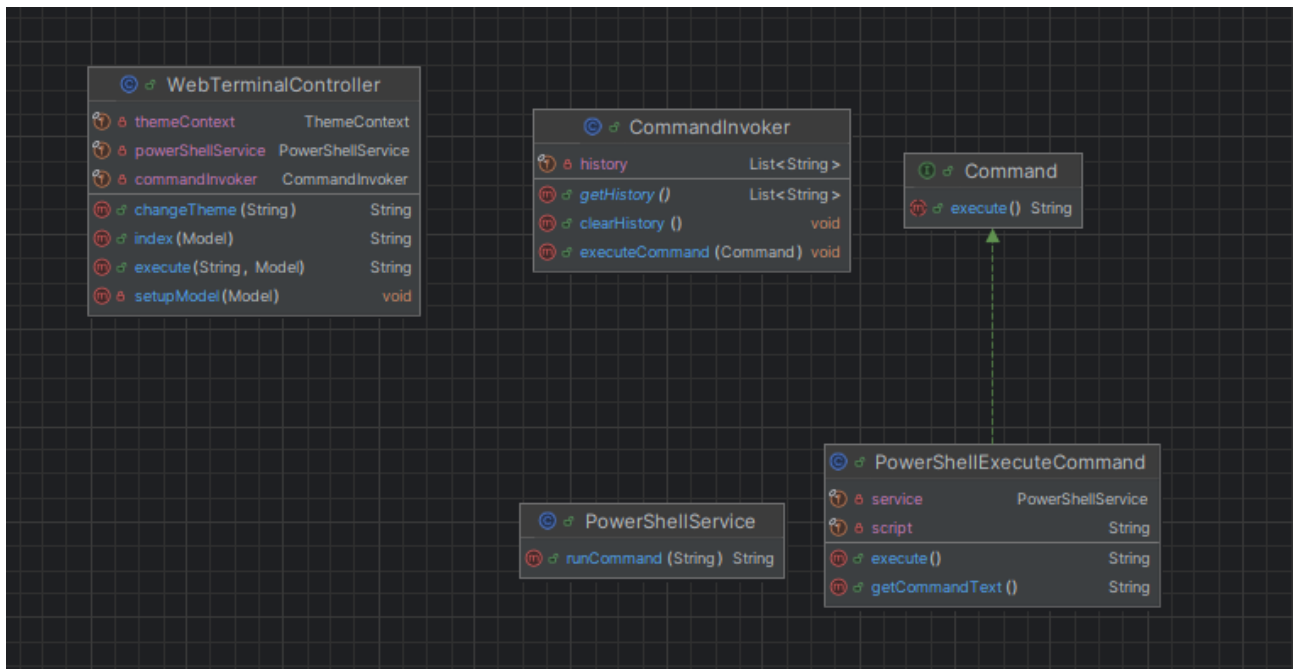 WebTerminalController
themeContext ThemeContext
powerShellService PowerShellService
commandInvoker CommandInvoker
changeTheme (String) String
index(Model) String
execute(String, Model) String
setupModel(Model) void
CommandInvoker
history List<String>
getHistory () List<String>
clearHistory () void
executeCommand (Command) void
Command
execute() String
PowerShellService
runCommand (String) String
PowerShellExecuteCommand
service PowerShellService
script String
execute() String
getCommandText () String